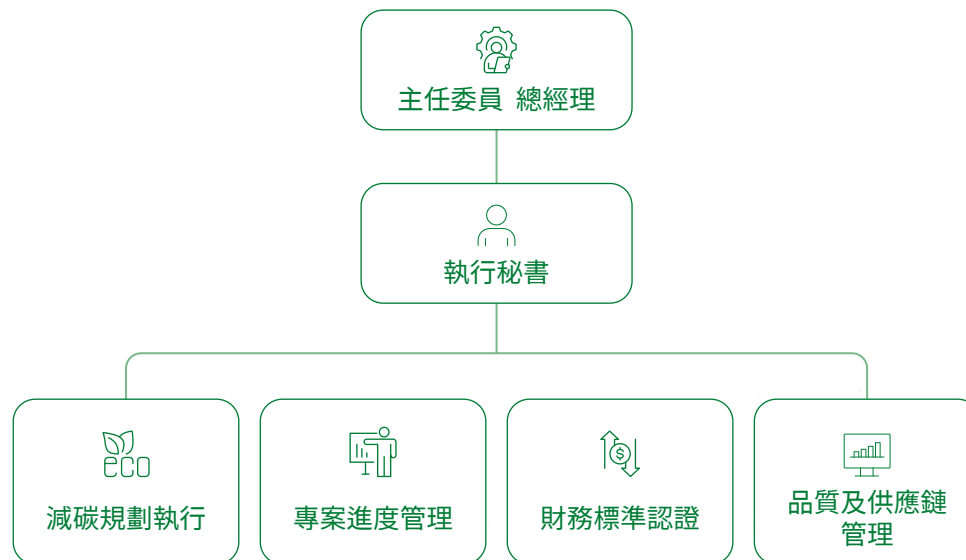 主任委員 總經理
執行秘書
eco
減碳規劃執行
專案進度管理
$
財務標準認證
品質及供應鏈
管理